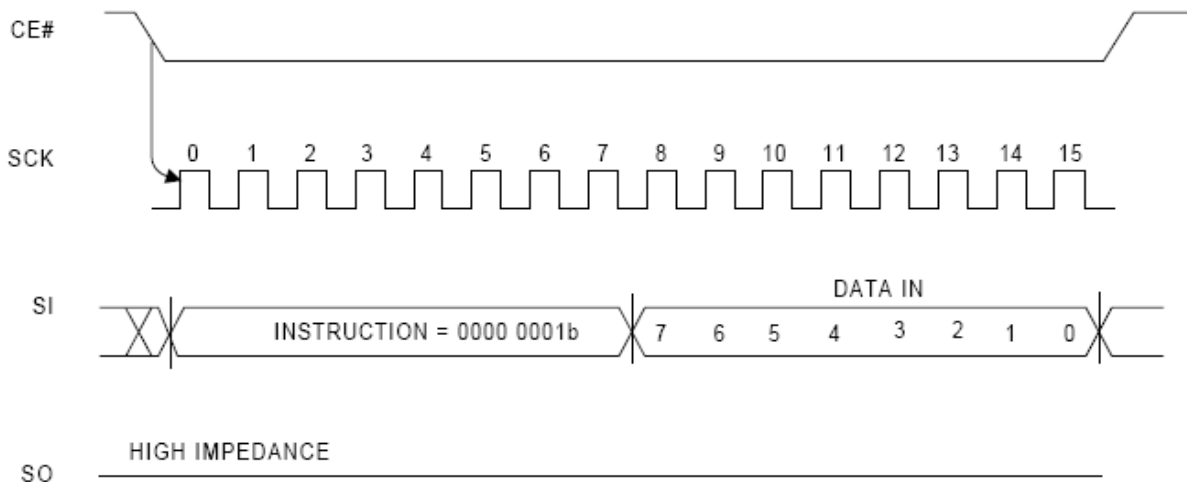 CE#
SCK
0 1 2 3 4 5 6 7 8 9 10 11 12 13 14 15
SI
DATA IN
INSTRUCTION = 0000 0001b
7 6 5 4 3 2 1 0
HIGH IMPEDANCE
SO